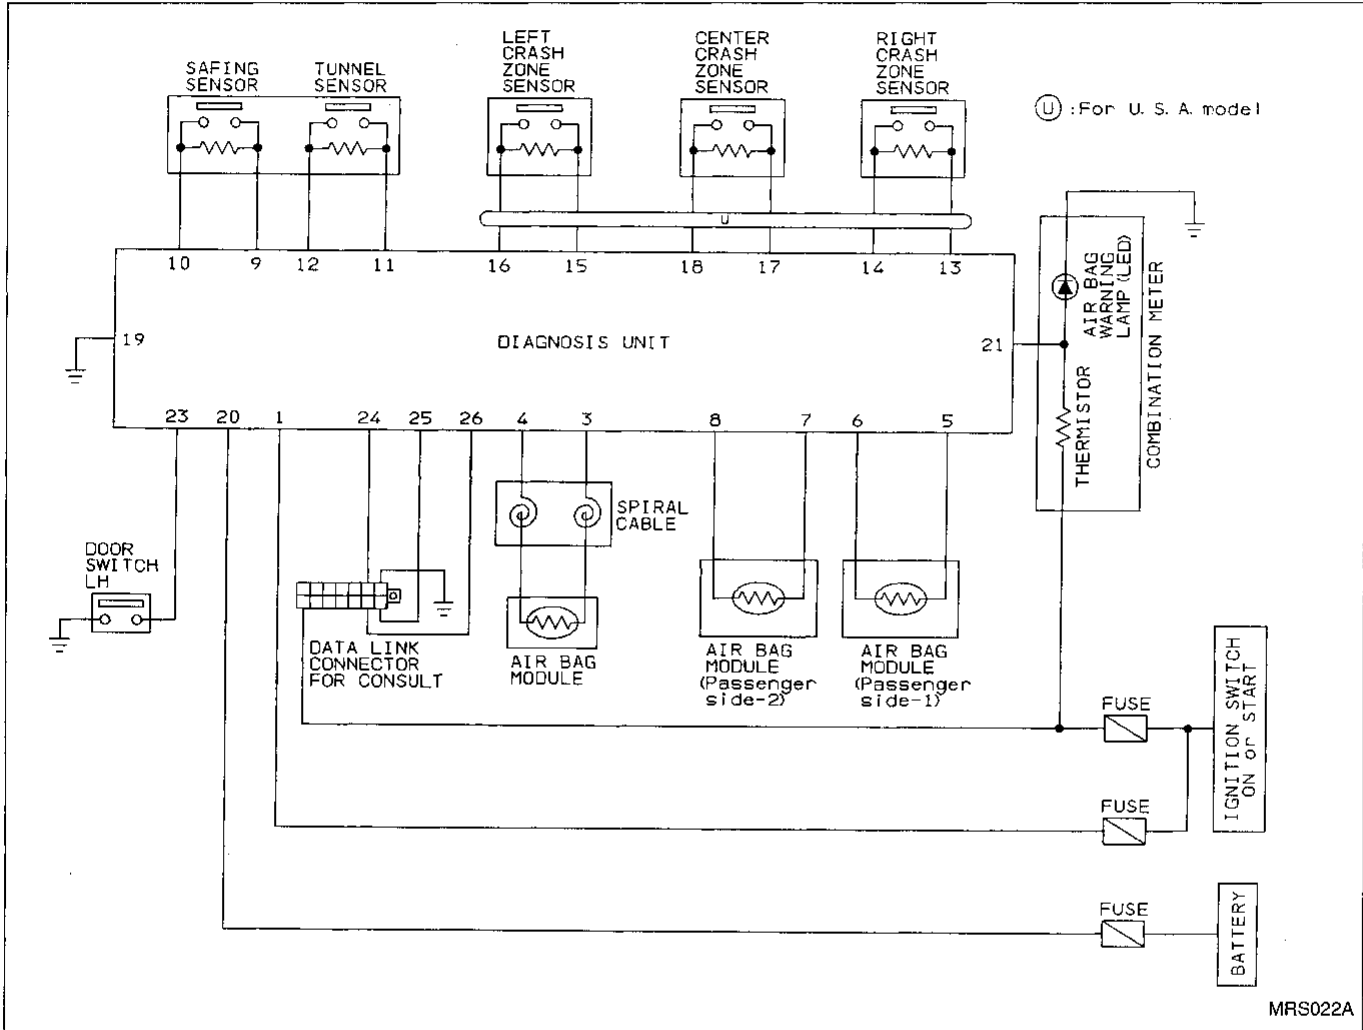 SAFING
SENSOR
TUNNEL
SENSOR
LEFT
CRASH
ZONE
SENSOR
CENTER
CRASH
ZONE
SENSOR
RIGHT
CRASH
ZONE
SENSOR
U :For U. S. A. model
U
10 9 12 11 16 15 18 17 14 13
19
DIAGNOSIS UNIT
21
AIR BAG
WARNING
LAMP (LED)
THERMISTOR
COMBINATION METER
23 20 1 24 25 26 4 3 8 7 6 5
SPIRAL
CABLE
DOOR
SWITCH
LH
DATA LINK
CONNECTOR
FOR CONSULT
AIR BAG
MODULE
AIR BAG
MODULE
(Passenger
side-2)
AIR BAG
MODULE
(Passenger
side-1)
FUSE
IGNITION SWITCH
ON or START
FUSE
FUSE
BATTERY
MRS022A